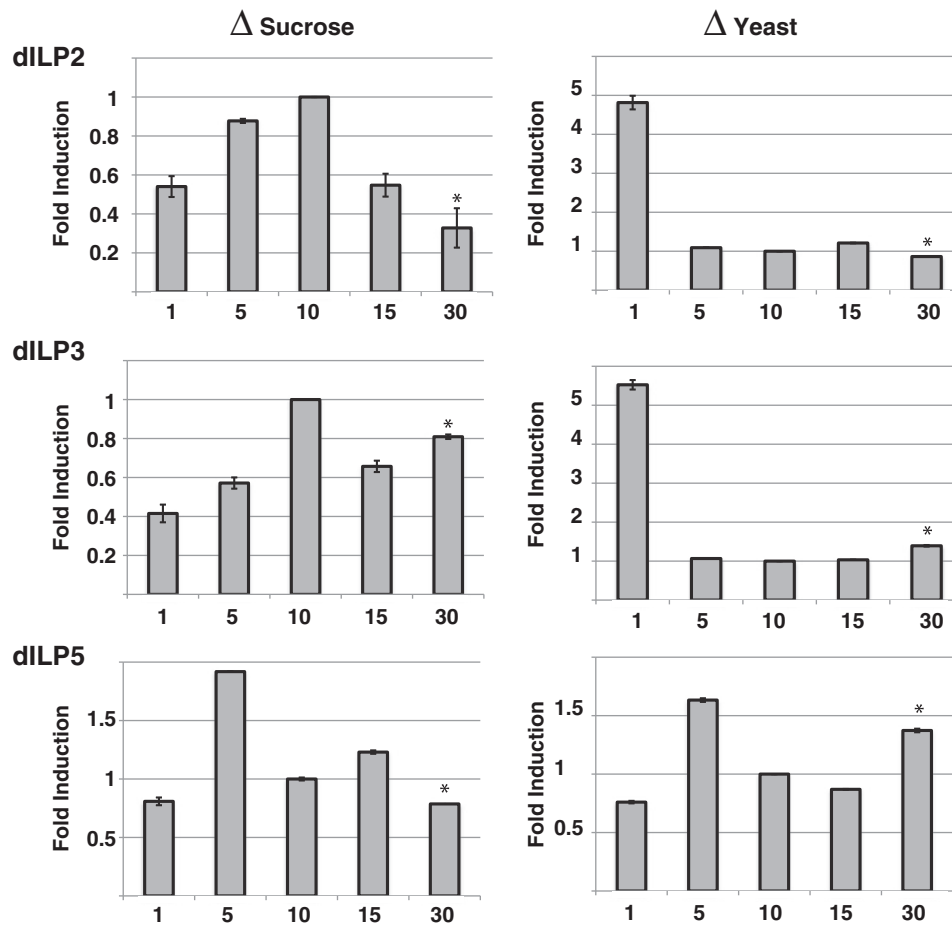 Δ Sucrose
Δ Yeast
dILP2
Fold Induction
1
0.8
0.6
0.4
0.2
*
1 5 10 15 30
Fold Induction
5
4
3
2
1
*
1 5 10 15 30
dILP3
Fold Induction
1
0.8
0.6
0.4
0.2
*
1 5 10 15 30
Fold Induction
5
4
3
2
1
*
1 5 10 15 30
dILP5
Fold Induction
1.5
1
0.5
*
1 5 10 15 30
Fold Induction
1.5
1
0.5
*
1 5 10 15 30